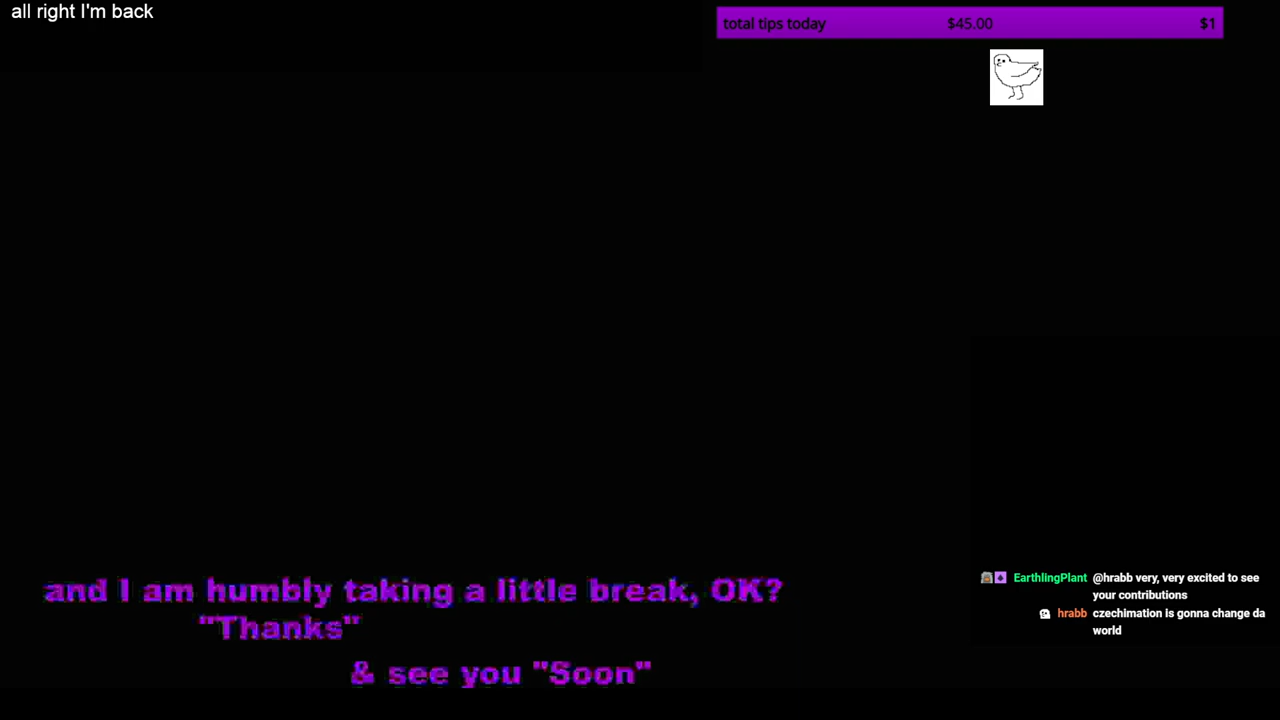 all right I'm back
total tips today $45.00 $1
and I am humbly taking a little break, OK?
"Thanks"
& see you "Soon"
EarthlingPlant @hrabb very, very excited to see
your contributions
hrabb czechimation is gonna change da
world